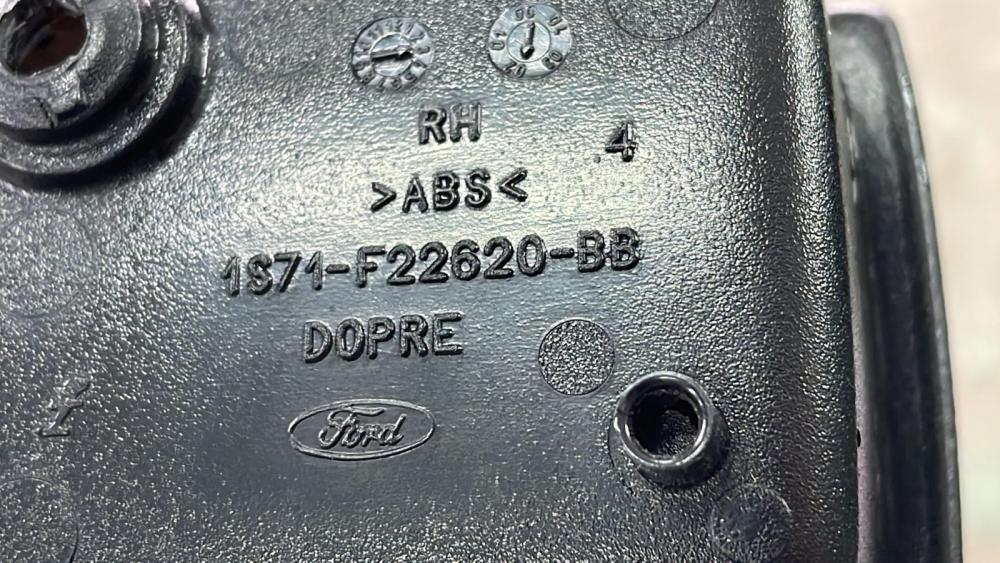 RH
4
>ABS<
1S71-F22620-BB
DOPRE
Ford